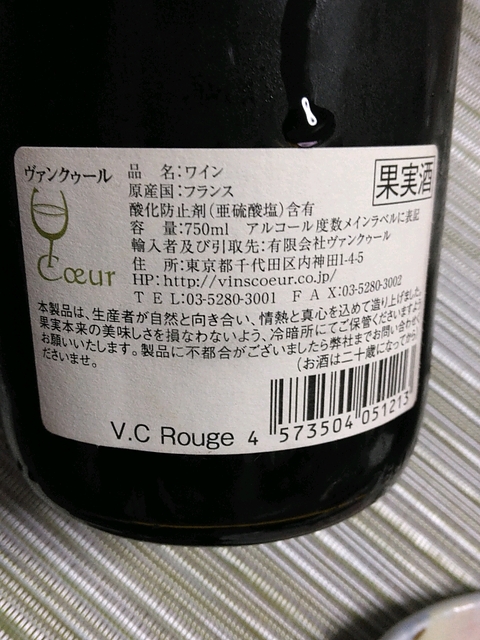 ヴァンクゥール
Cœur
果実酒
品 名:ワイン
原産国:フランス
酸化防止剤(亜硫酸塩)含有
容 量:750ml アルコール度数メインラベルに表記
輸入者及び引取先:有限会社ヴァンクゥール
住 所:東京都千代田区内神田1-4-5
HP:http://vinscoeur.co.jp/
TEL:03-5280-3001 FAX:03-5280-3002
本製品は、生産者が自然と向き合い、情熱と真心を込めて造り上げました。
果実本来の美味しさを損なわないよう、冷暗所にてご保管くださいますよう
お願いいたします。製品に不都合がございましたら弊社までお問い合わせく
ださいませ。
(お酒は二十歳になってから
V.C Rouge
4 573504 051213